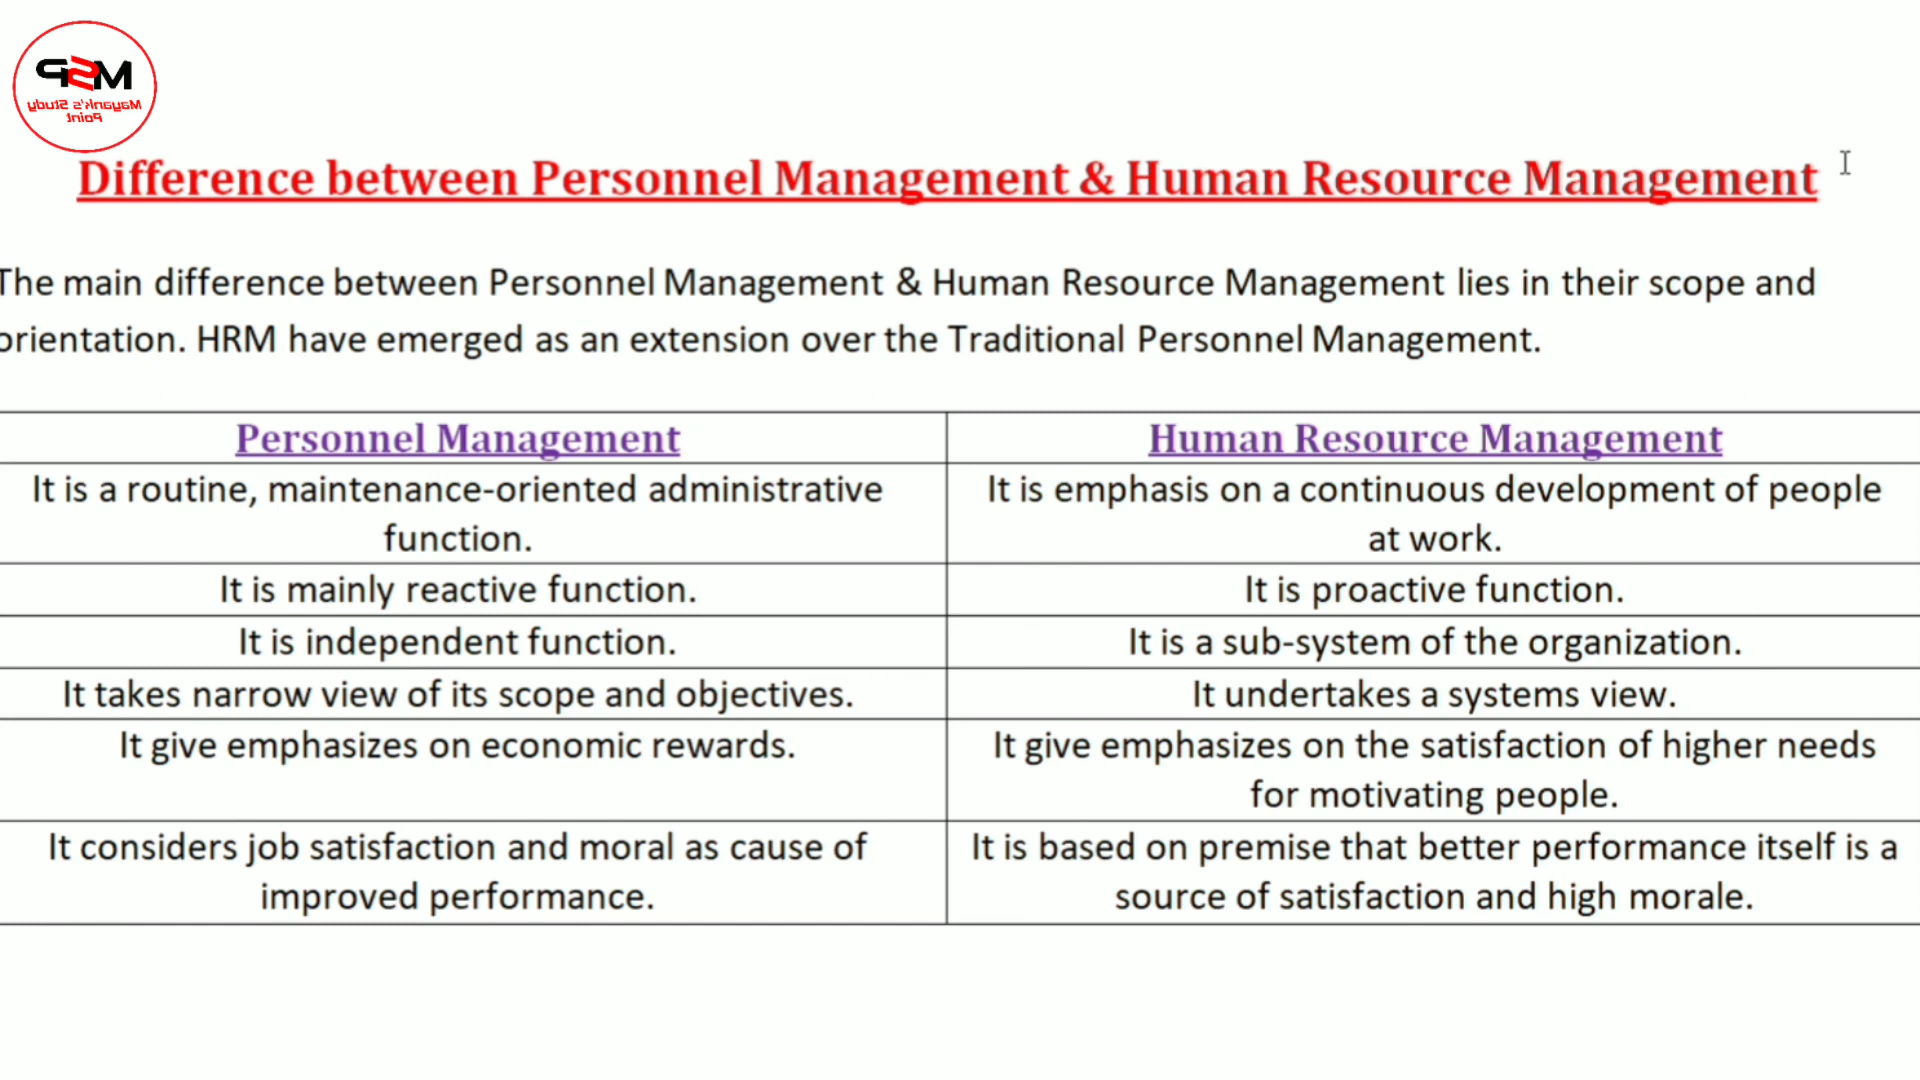 MSP
Mayank's Study
Point
Difference between Personnel Management & Human Resource Management
The main difference between Personnel Management & Human Resource Management lies in their scope and
orientation. HRM have emerged as an extension over the Traditional Personnel Management.
Personnel Management
Human Resource Management
It is a routine, maintenance-oriented administrative
function.
It is emphasis on a continuous development of people
at work.
It is mainly reactive function.
It is proactive function.
It is independent function.
It is a sub-system of the organization.
It takes narrow view of its scope and objectives.
It undertakes a systems view.
It give emphasizes on economic rewards.
It give emphasizes on the satisfaction of higher needs
for motivating people.
It considers job satisfaction and moral as cause of
improved performance.
It is based on premise that better performance itself is a
source of satisfaction and high morale.